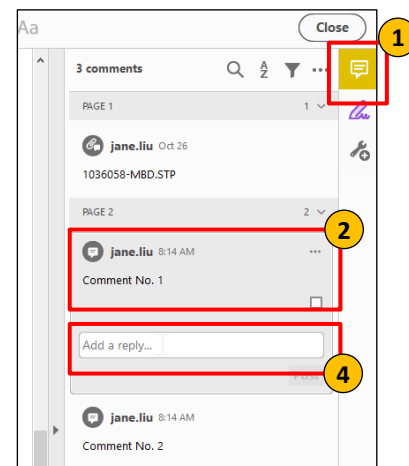 Aa
Close
1
3 comments
A
Z
PAGE 1
1
jane.liu Oct 26
1036058-MBD.STP
PAGE 2
2
2
jane.liu 8:14 AM
Comment No. 1
Add a reply...
Post
4
jane.liu 8:14 AM
Comment No. 2